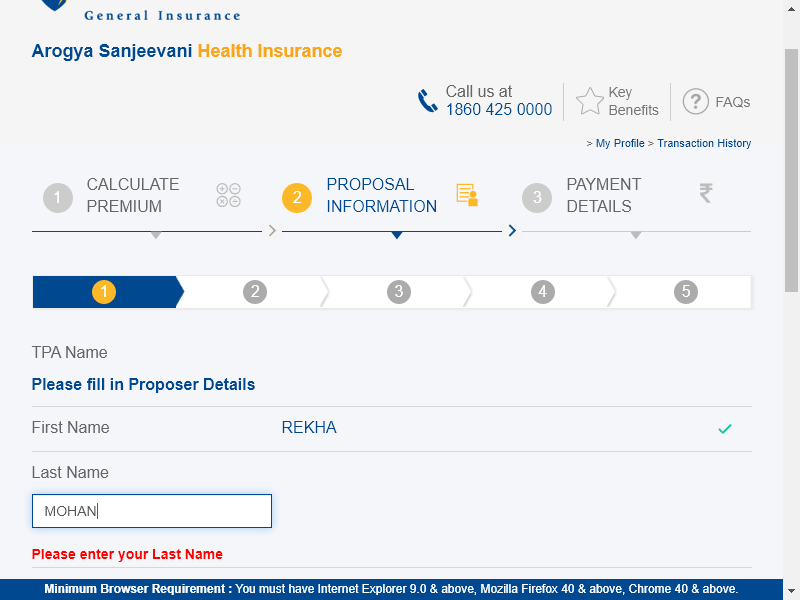 General Insurance
Arogya Sanjeevani Health Insurance
Call us at
1860 425 0000
Key
Benefits
? FAQs
> My Profile > Transaction History
1 CALCULATE
PREMIUM
2 PROPOSAL
INFORMATION
3 PAYMENT
DETAILS
₹
1 2 3 4 5
TPA Name
Please fill in Proposer Details
First Name REKHA
Last Name
MOHAN
Please enter your Last Name
Minimum Browser Requirement : You must have Internet Explorer 9.0 & above, Mozilla Firefox 40 & above, Chrome 40 & above.